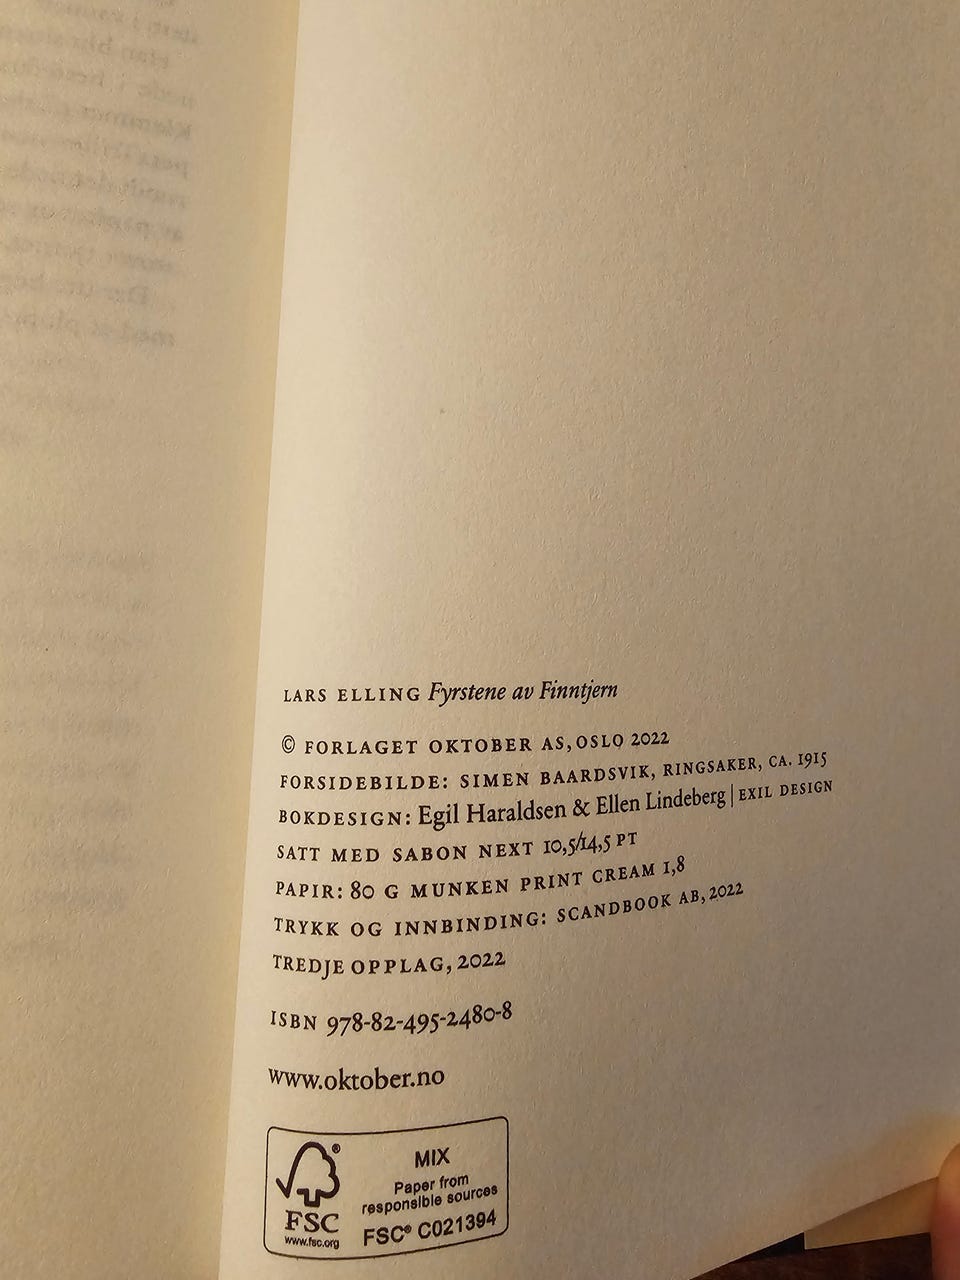 LARS ELLING Fyrstene av Finntjern
© FORLAGET OKTOBER AS, OSLO 2022
FORSIDEBILDE: SIMEN BAARDSVIK, RINGSAKER, CA. 1915
BOKDESIGN: Egil Haraldsen & Ellen Lindeberg | EXIL DESIGN
SATT MED SABON NEXT 10,5/14,5 PT
PAPIR: 80 G MUNKEN PRINT CREAM 1,8
TRYKK OG INNBINDING: SCANDBOOK AB, 2022
TREDJE OPPLAG, 2022
ISBN 978-82-495-2480-8
www.oktober.no
FSC®
www.fsc.org
MIX
Paper from
responsible sources
FSC® C021394